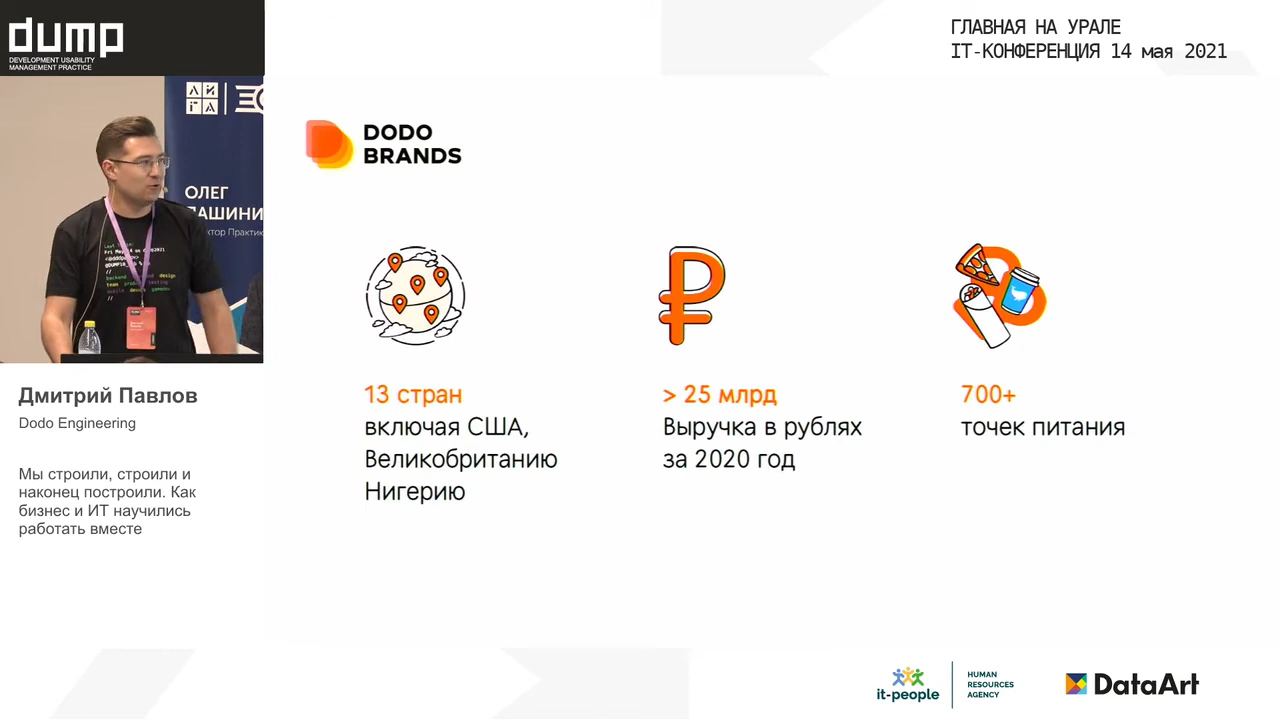 dump
DEVELOPMENT USABILITY
MANAGEMENT PRACTICE
ГЛАВНАЯ НА УРАЛЕ
IT-КОНФЕРЕНЦИЯ 14 мая 2021
ЛИ
ГА
ОЛЕГ
DODO
BRANDS
13 стран
включая США,
Великобританию
Нигерию
> 25 млрд
Выручка в рублях
за 2020 год
700+
точек питания
Дмитрий Павлов
Dodo Engineering
Мы строили, строили и
наконец построили. Как
бизнес и ИТ научились
работать вместе
it-people
HUMAN
RESOURCES
AGENCY
DataArt